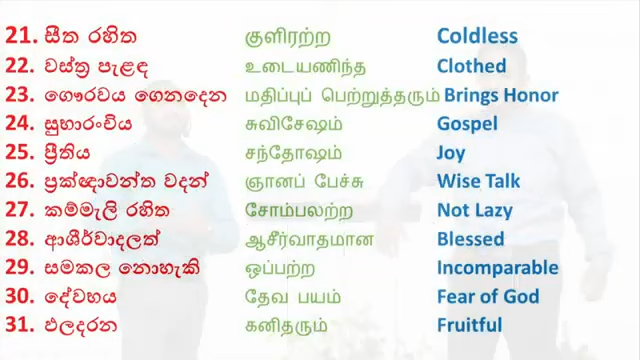 21. සීත රහිත குளிரற்ற Coldless
22. වස්ත්‍ර පැළඳ உடையணிந்த Clothed
23. ගෞරවය ගෙනදෙන மதிப்புப் பெற்றுத்தரும் Brings Honor
24. සුභාරංචිය சுவிசேஷம் Gospel
25. ප්‍රීතිය சந்தோஷம் Joy
26. ප්‍රක්ඥාවන්ත වදන් ஞானப் பேச்சு Wise Talk
27. කම්මැලි රහිත சோம்பலற்ற Not Lazy
28. ආශීර්වාදලත් ஆசீர்வாதமான Blessed
29. සමකල නොහැකි ஒப்பற்ற Incomparable
30. දේවභය தேவ பயம் Fear of God
31. ඵලදරන கனிதரும் Fruitful